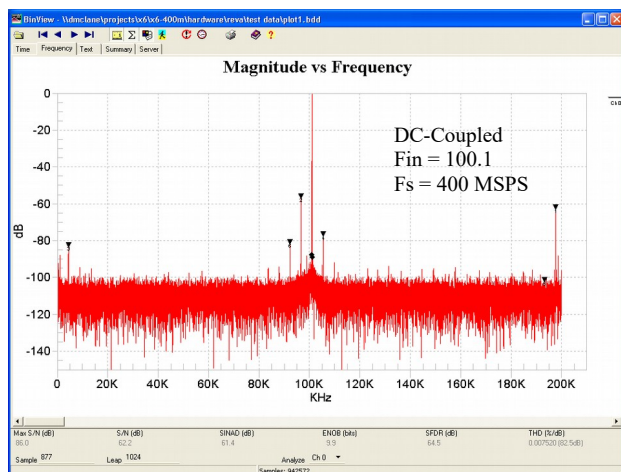 BinView - \\dmclane\projects\x6\x6-400m\hardware\reva\test data\plot1.bdd
Time Frequency Text Summary Server
Magnitude vs Frequency
0
-20
-40
-60
-80
-100
-120
-140
dB
DC-Coupled
Fin = 100.1
Fs = 400 MSPS
Ch 0
0 20K 40K 60K 80K 100K 120K 140K 160K 180K 200K
KHz
Max S/N (dB) S/N (dB) SINAD (dB) ENOB (bits) SFDR (dB) THD (%/dB)
86.0 62.2 61.4 9.9 64.5 0.007520 (82.5dB)
Sample 877 Leap 1024 Analyze Ch 0
Samples: 942572